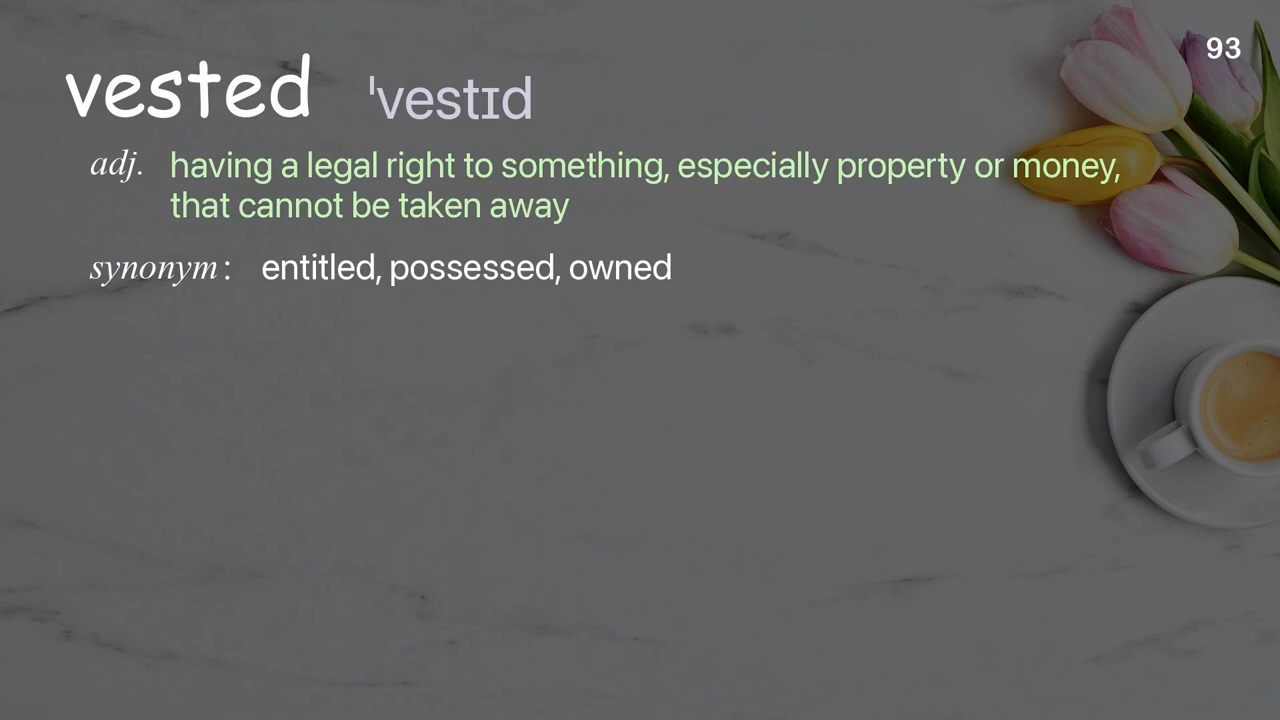 93
vested ˈvestɪd
adj. having a legal right to something, especially property or money,
that cannot be taken away
synonym : entitled, possessed, owned